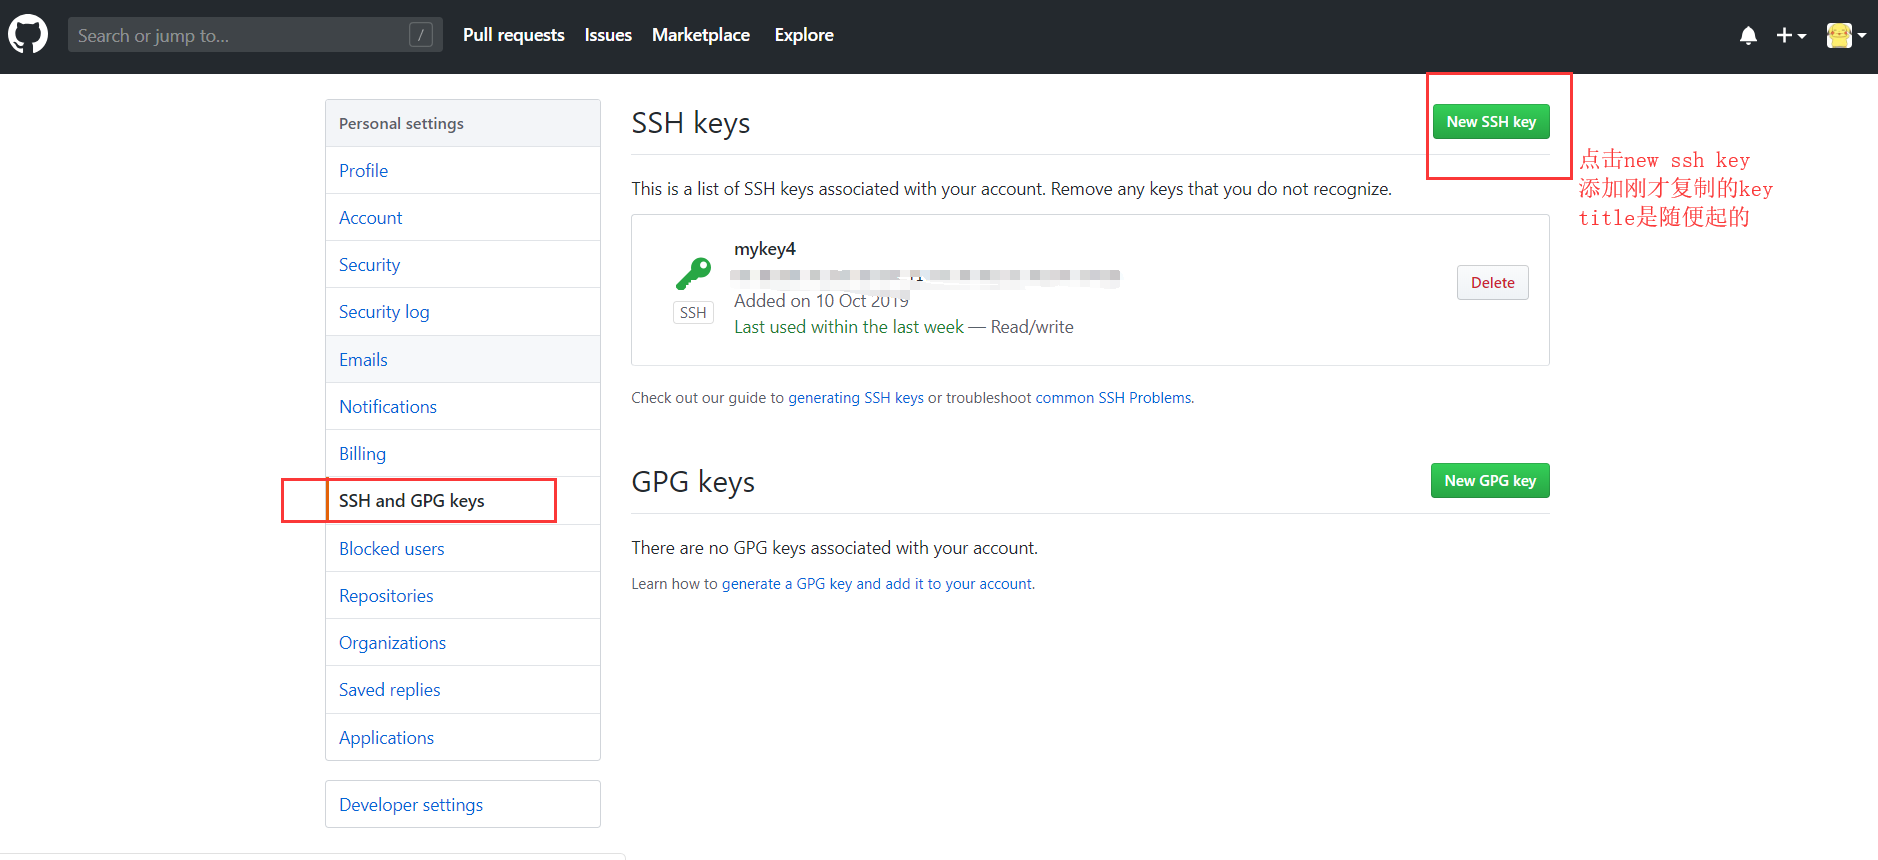 Search or jump to... /
Pull requests Issues Marketplace Explore
Personal settings
Profile
Account
Security
Security log
Emails
Notifications
Billing
SSH and GPG keys
Blocked users
Repositories
Organizations
Saved replies
Applications
Developer settings
SSH keys
New SSH key
点击new ssh key
添加刚才复制的key
title是随便起的
This is a list of SSH keys associated with your account. Remove any keys that you do not recognize.
mykey4
SSH
Added on 10 Oct 2019
Last used within the last week — Read/write
Delete
Check out our guide to generating SSH keys or troubleshoot common SSH Problems.
GPG keys
New GPG key
There are no GPG keys associated with your account.
Learn how to generate a GPG key and add it to your account.